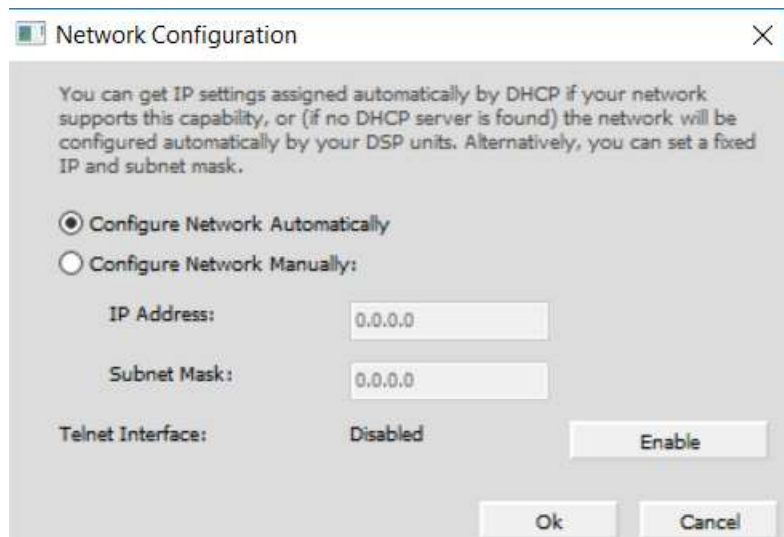 Network Configuration
You can get IP settings assigned automatically by DHCP if your network
supports this capability, or (if no DHCP server is found) the network will be
configured automatically by your DSP units. Alternatively, you can set a fixed
IP and subnet mask.
Configure Network Automatically
Configure Network Manually:
IP Address: 0.0.0.0
Subnet Mask: 0.0.0.0
Telnet Interface: Disabled Enable
Ok Cancel